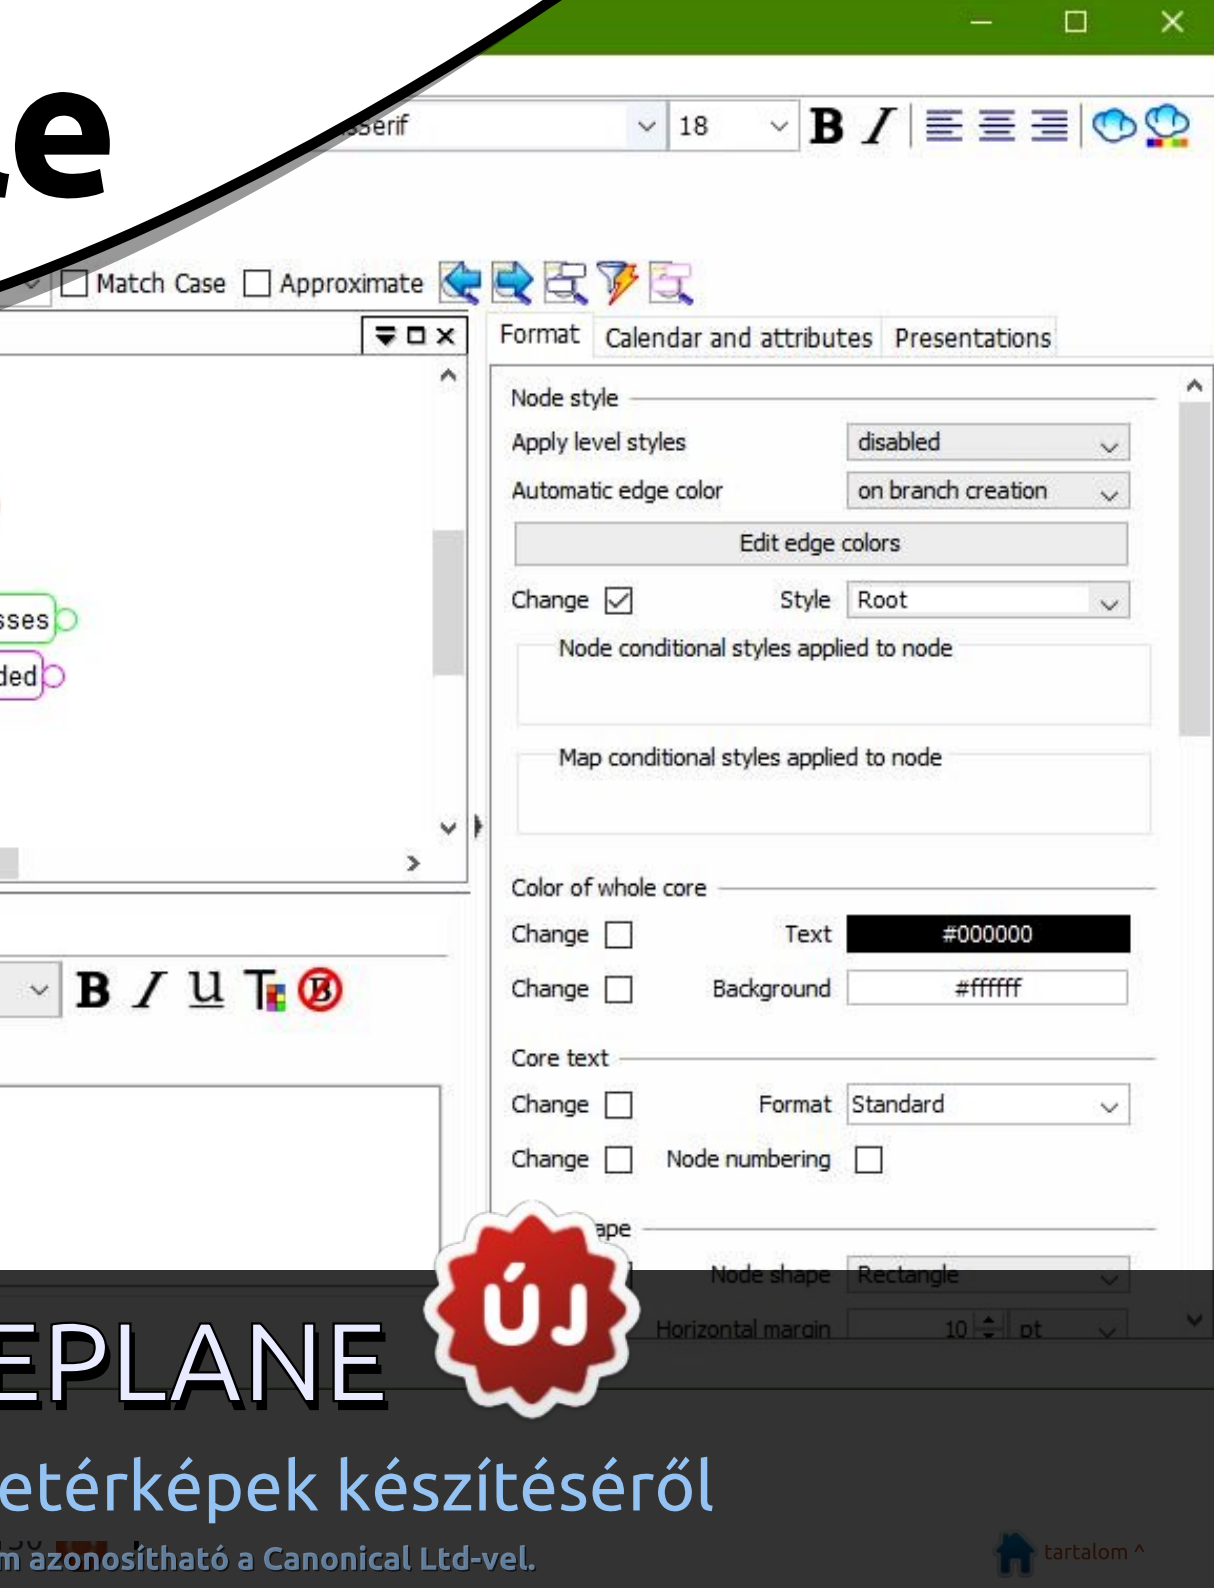 le
Serif 18 B I
Match Case Approximate
Format Calendar and attributes Presentations
Node style
Apply level styles disabled
Automatic edge color on branch creation
Edit edge colors
Change Style Root
sses
ded
Node conditional styles applied to node
Map conditional styles applied to node
Color of whole core
Change Text #000000
B I U T B
Change Background #ffffff
Core text
Change Format Standard
Change Node numbering
ape
Node shape Rectangle
Horizontal margin 10 pt
ÚJ
EPLANE
etérképek készítéséről
m azonosítható a Canonical Ltd-vel.
tartalom ^